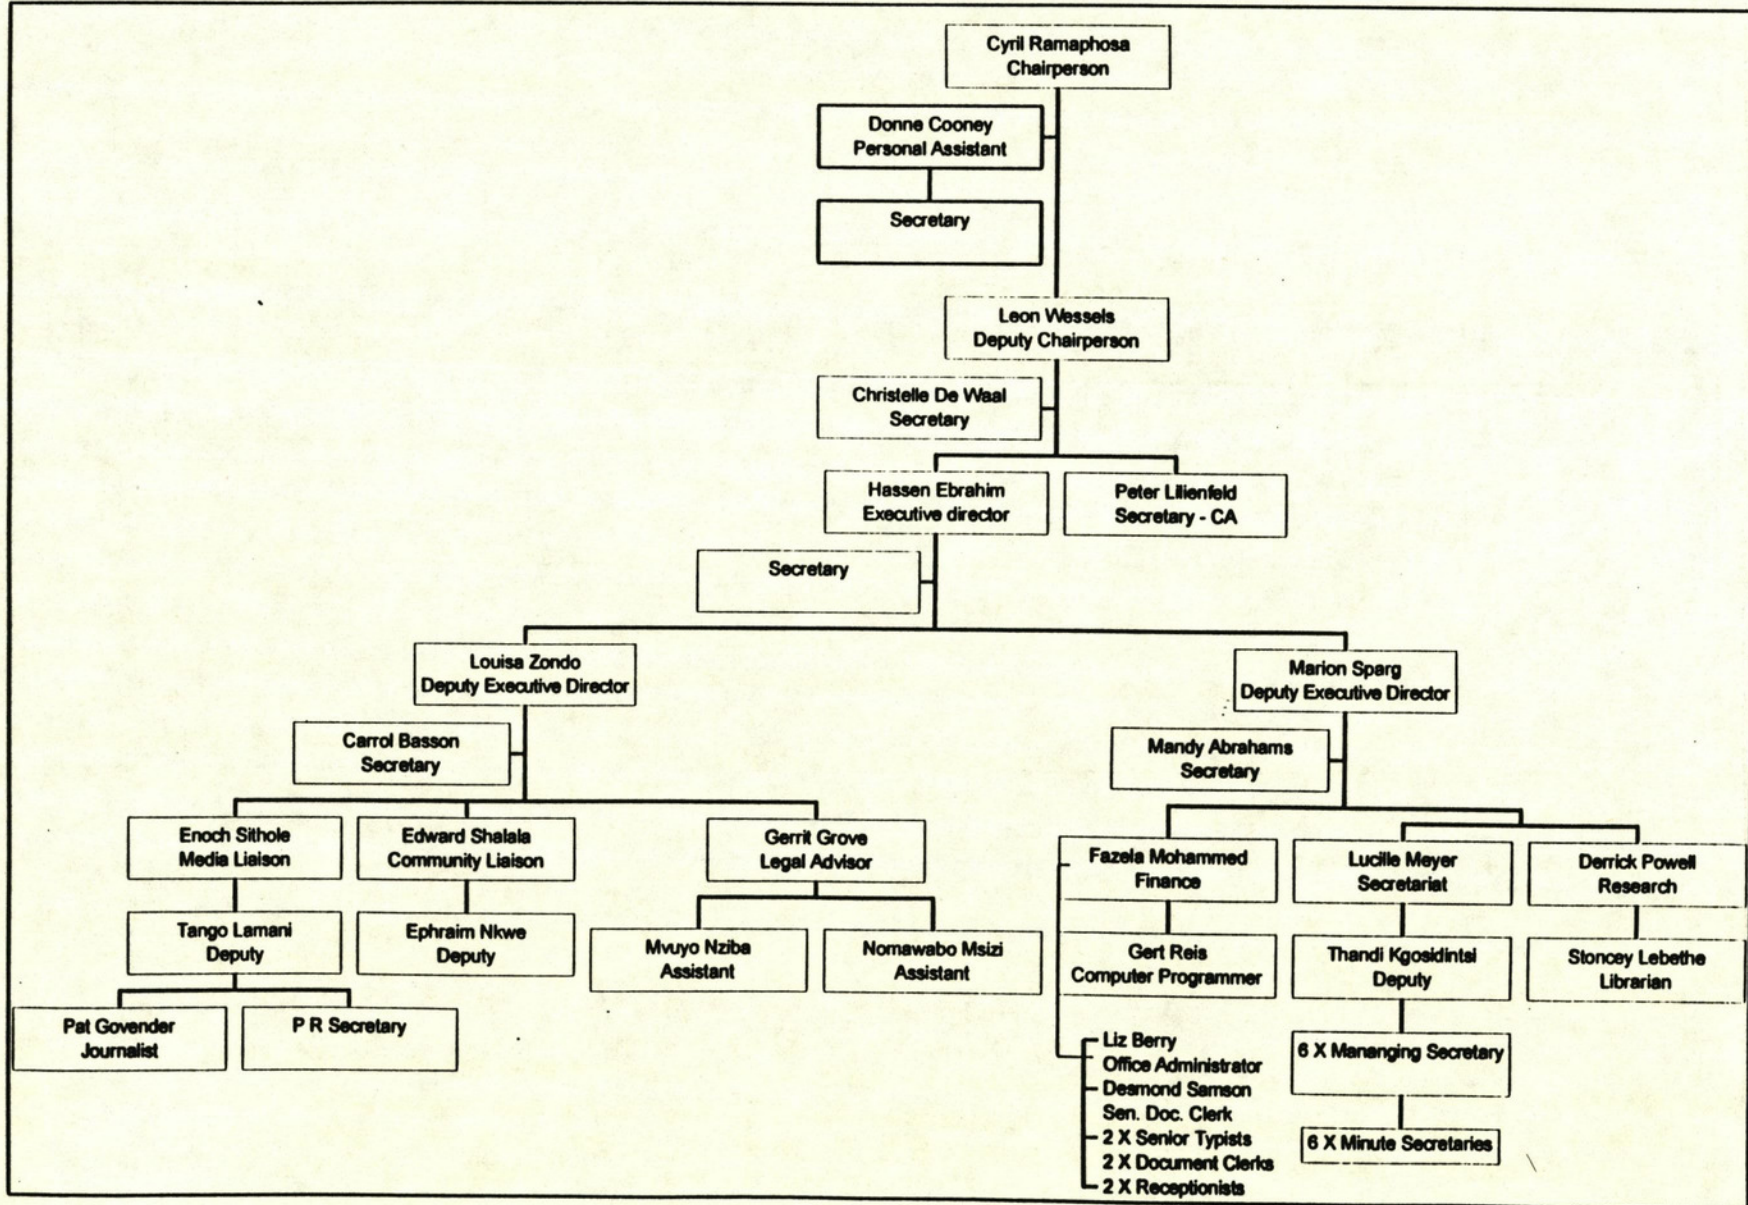 Cyril Ramaphosa
Chairperson
Donne Cooney
Personal Assistant
Secretary
Leon Wessels
Deputy Chairperson
Christelle De Waal
Secretary
Hassen Ebrahim
Executive director
Peter Lilienfeld
Secretary - CA
Secretary
Louisa Zondo
Deputy Executive Director
Marion Sparg
Deputy Executive Director
Carrol Basson
Secretary
Mandy Abrahams
Secretary
Enoch Sithole
Media Liaison
Edward Shalala
Community Liaison
Gerrit Grove
Legal Advisor
Fazela Mohammed
Finance
Lucille Meyer
Secretariat
Derrick Powell
Research
Tango Lamani
Deputy
Ephraim Nkwe
Deputy
Mvuyo Nziba
Assistant
Nomawabo Msizi
Assistant
Gert Reis
Computer Programmer
Thandi Kgosidintsi
Deputy
Stoncey Lebethe
Librarian
Pat Govender
Journalist
P R Secretary
Liz Berry
Office Administrator
Desmond Samson
Sen. Doc. Clerk
2 X Senior Typists
2 X Document Clerks
2 X Receptionists
6 X Mananging Secretary
6 X Minute Secretaries